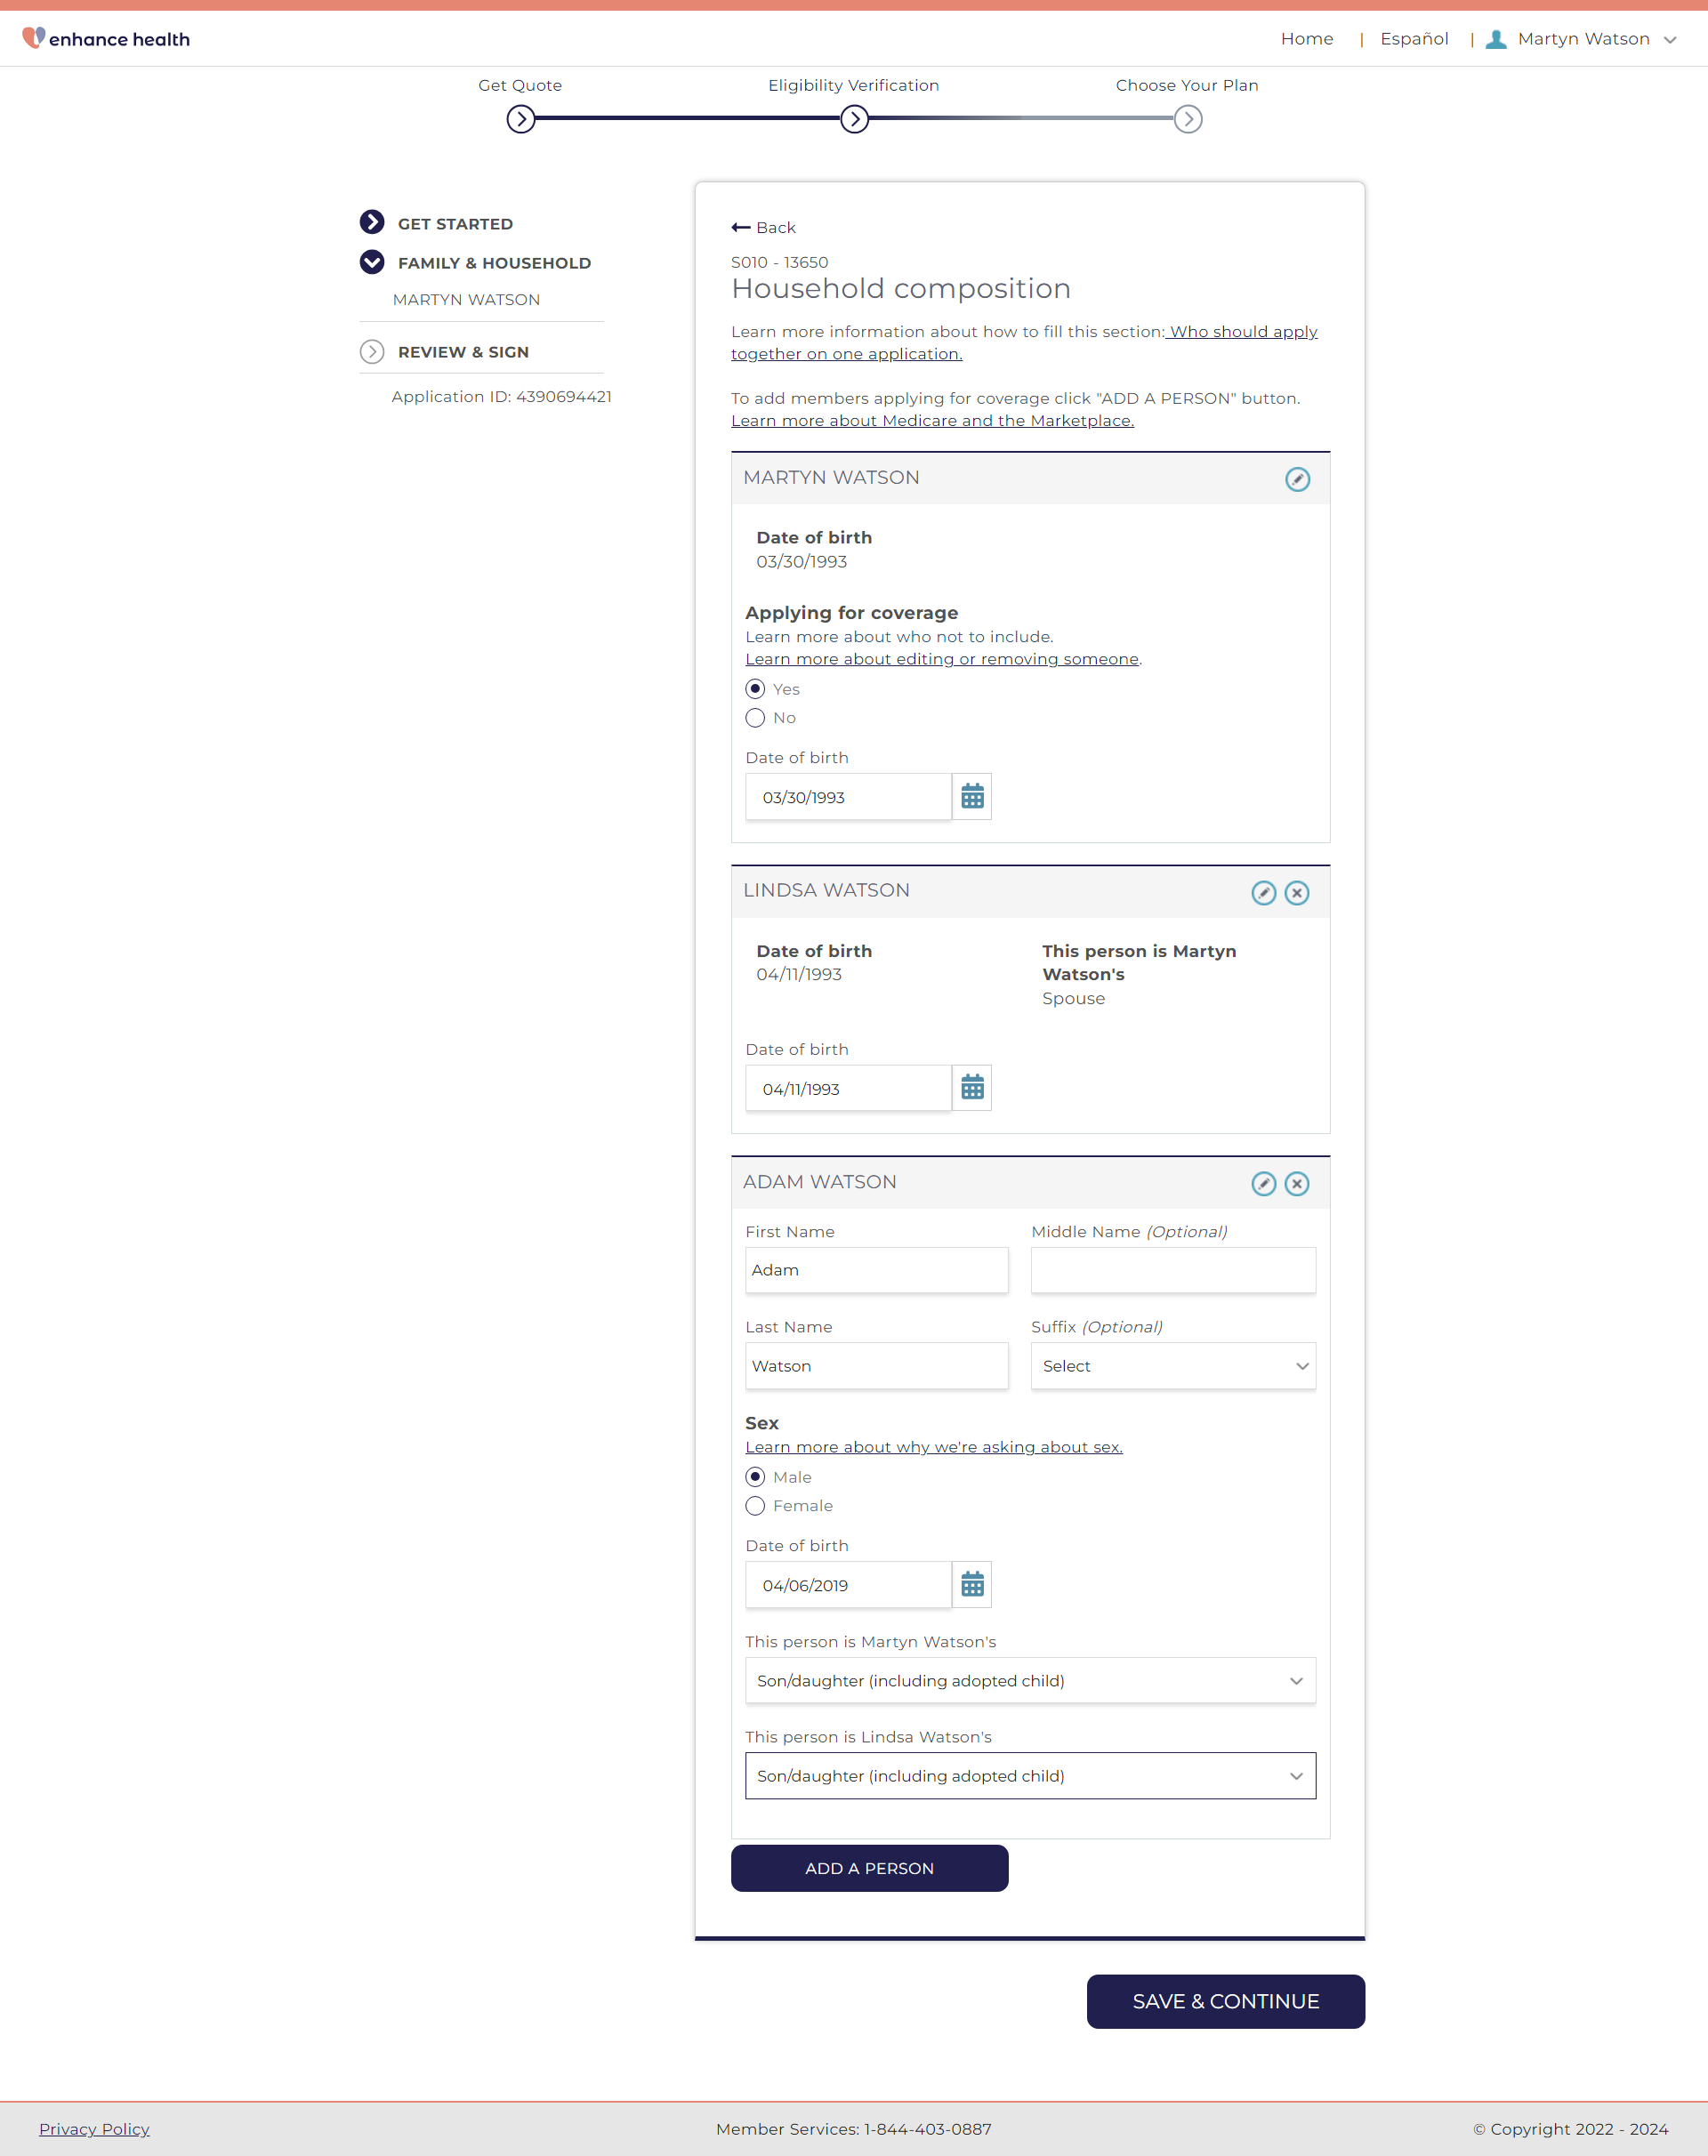 enhance health
Home | Español | Martyn Watson
Get Quote
Eligibility Verification
Choose Your Plan
GET STARTED
FAMILY & HOUSEHOLD
MARTYN WATSON
REVIEW & SIGN
Application ID: 4390694421
Back
S010 - 13650
Household composition
Learn more information about how to fill this section: Who should apply
together on one application.
To add members applying for coverage click "ADD A PERSON" button.
Learn more about Medicare and the Marketplace.
MARTYN WATSON
Date of birth
03/30/1993
Applying for coverage
Learn more about who not to include.
Learn more about editing or removing someone.
Yes
No
Date of birth
03/30/1993
LINDSA WATSON
Date of birth
04/11/1993
This person is Martyn
Watson's
Spouse
Date of birth
04/11/1993
ADAM WATSON
First Name
Adam
Middle Name (Optional)
Last Name
Watson
Suffix (Optional)
Select
Sex
Learn more about why we're asking about sex.
Male
Female
Date of birth
04/06/2019
This person is Martyn Watson's
Son/daughter (including adopted child)
This person is Lindsa Watson's
Son/daughter (including adopted child)
ADD A PERSON
SAVE & CONTINUE
Privacy Policy
Member Services: 1-844-403-0887
© Copyright 2022 - 2024